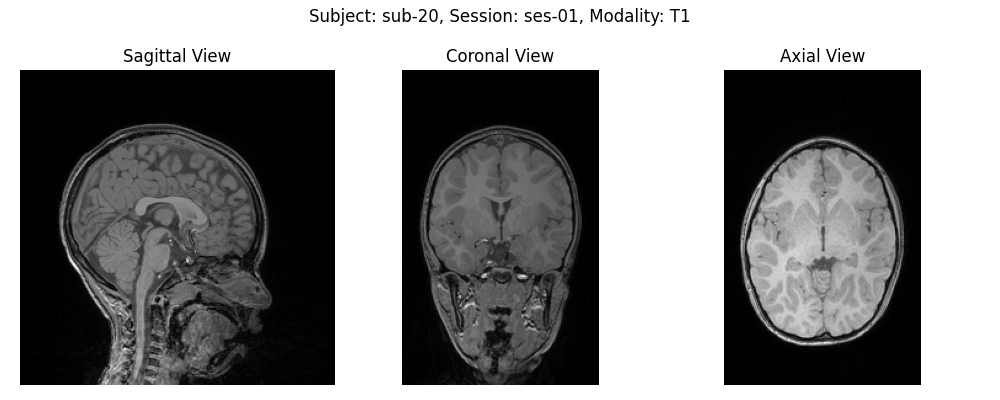 Subject: sub-20, Session: ses-01, Modality: T1
Sagittal View
Coronal View
Axial View